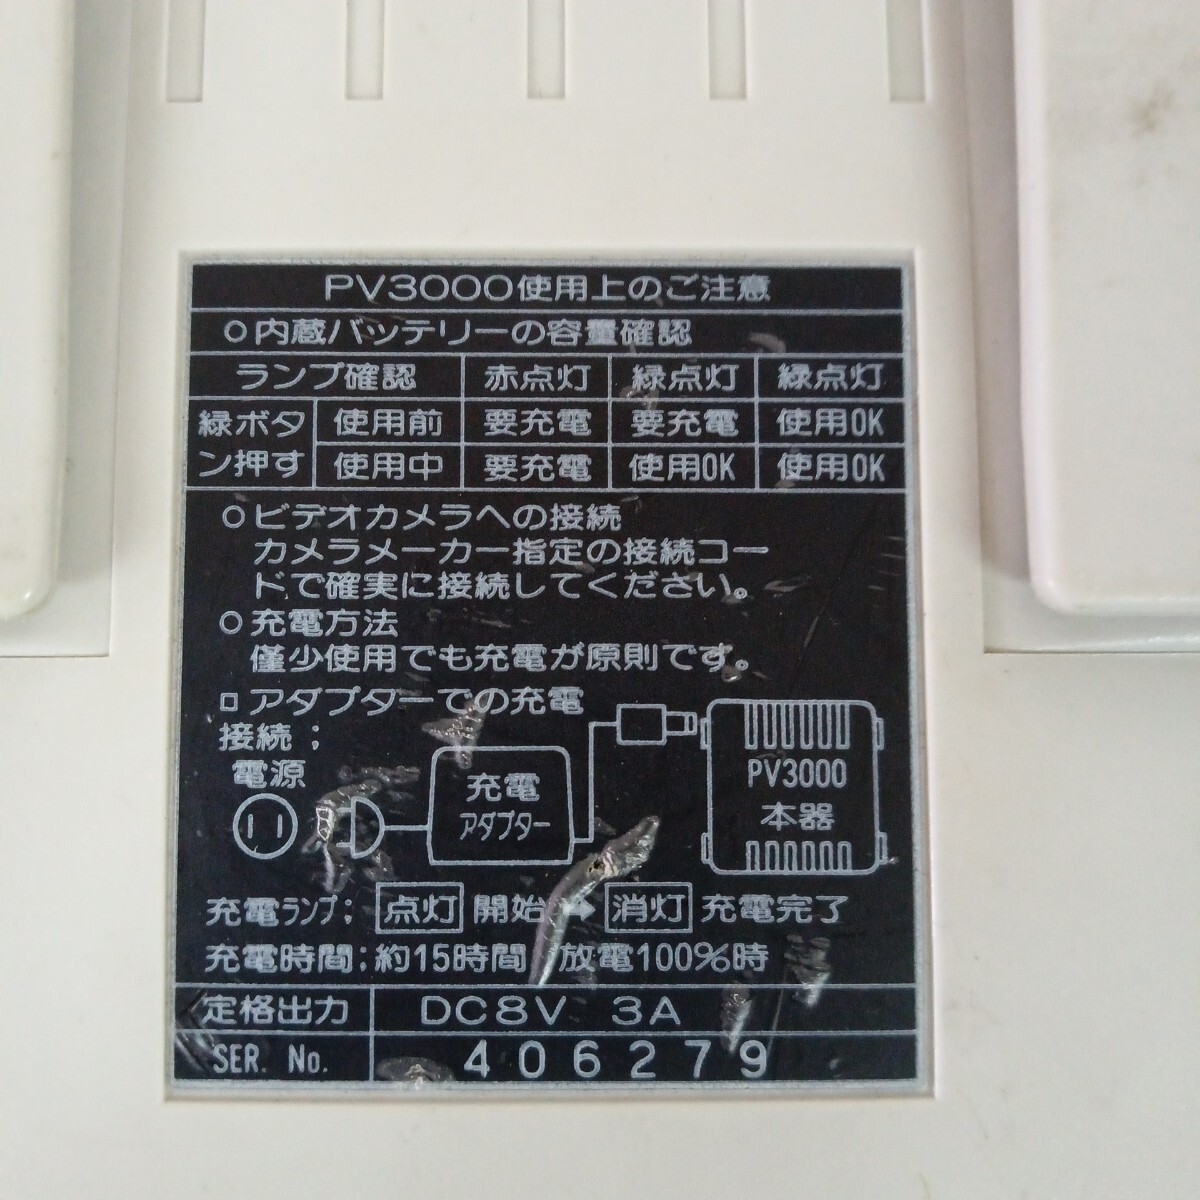 PV3000使用上のご注意
○内蔵バッテリーの容量確認
ランプ確認 赤点灯 緑点灯 緑点灯
緑ボタン押す 使用前 要充電 要充電 使用OK
使用中 要充電 使用OK 使用OK
○ビデオカメラへの接続
カメラメーカー指定の接続コー
ドで確実に接続してください。
○充電方法
僅少使用でも充電が原則です。
□アダプターでの充電
接続;
電源
充電
アダプター
PV3000
本器
充電ランプ; 点灯 開始 → 消灯 充電完了
充電時間:約15時間 放電100%時
定格出力 DC8V 3A
SER. No. 406279